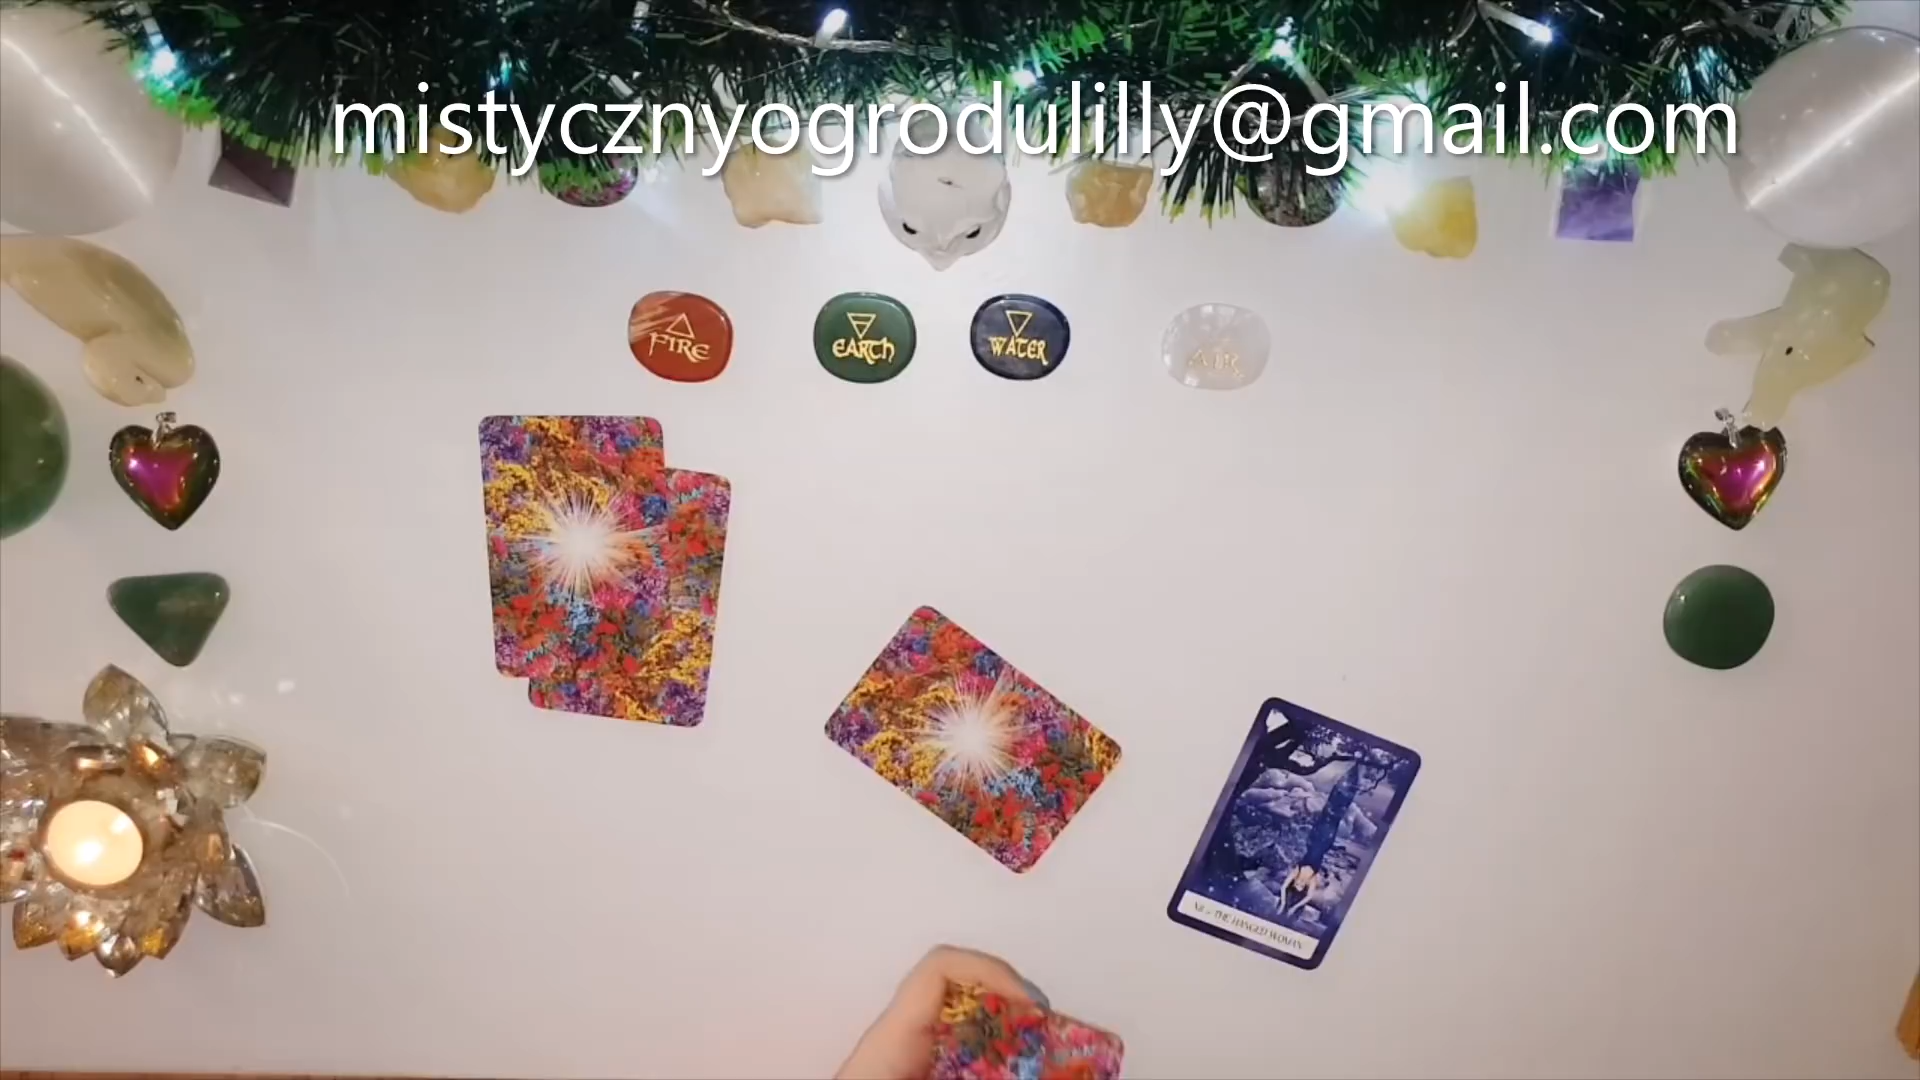 mistycznyogrodulilly@gmail.com
FIRE
EARTH
WATER
AIR
XII - THE HANGED WOMAN